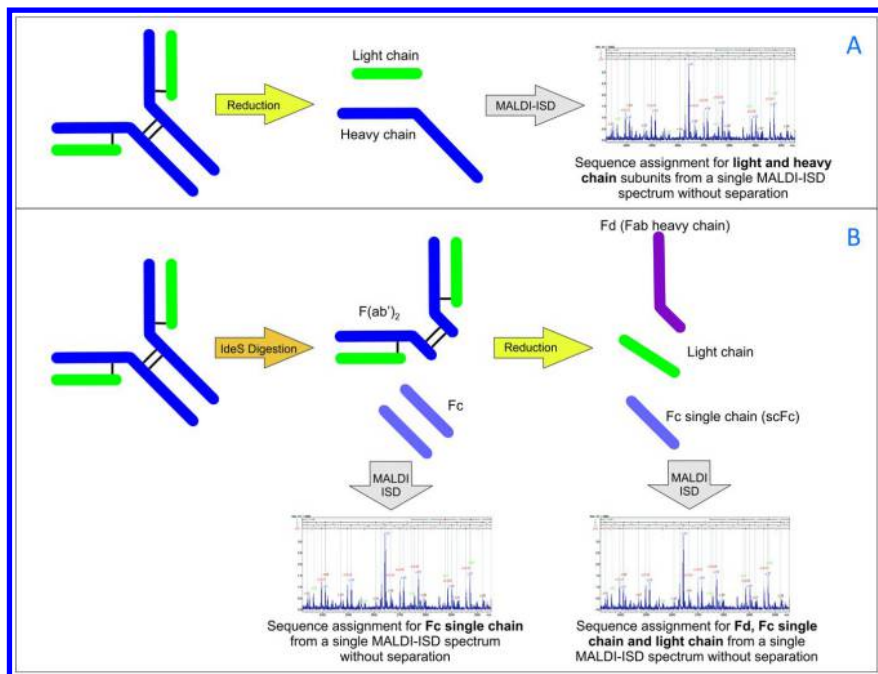 A
Light chain
Reduction
MALDI-ISD
Heavy chain
Sequence assignment for light and heavy
chain subunits from a single MALDI-ISD
spectrum without separation
B
Fd (Fab heavy chain)
F(ab')₂
IdeS Digestion
Reduction
Light chain
Fc
Fc single chain (scFc)
MALDI
ISD
MALDI
ISD
Sequence assignment for Fc single chain
from a single MALDI-ISD spectrum
without separation
Sequence assignment for Fd, Fc single
chain and light chain from a single
MALDI-ISD spectrum without separation